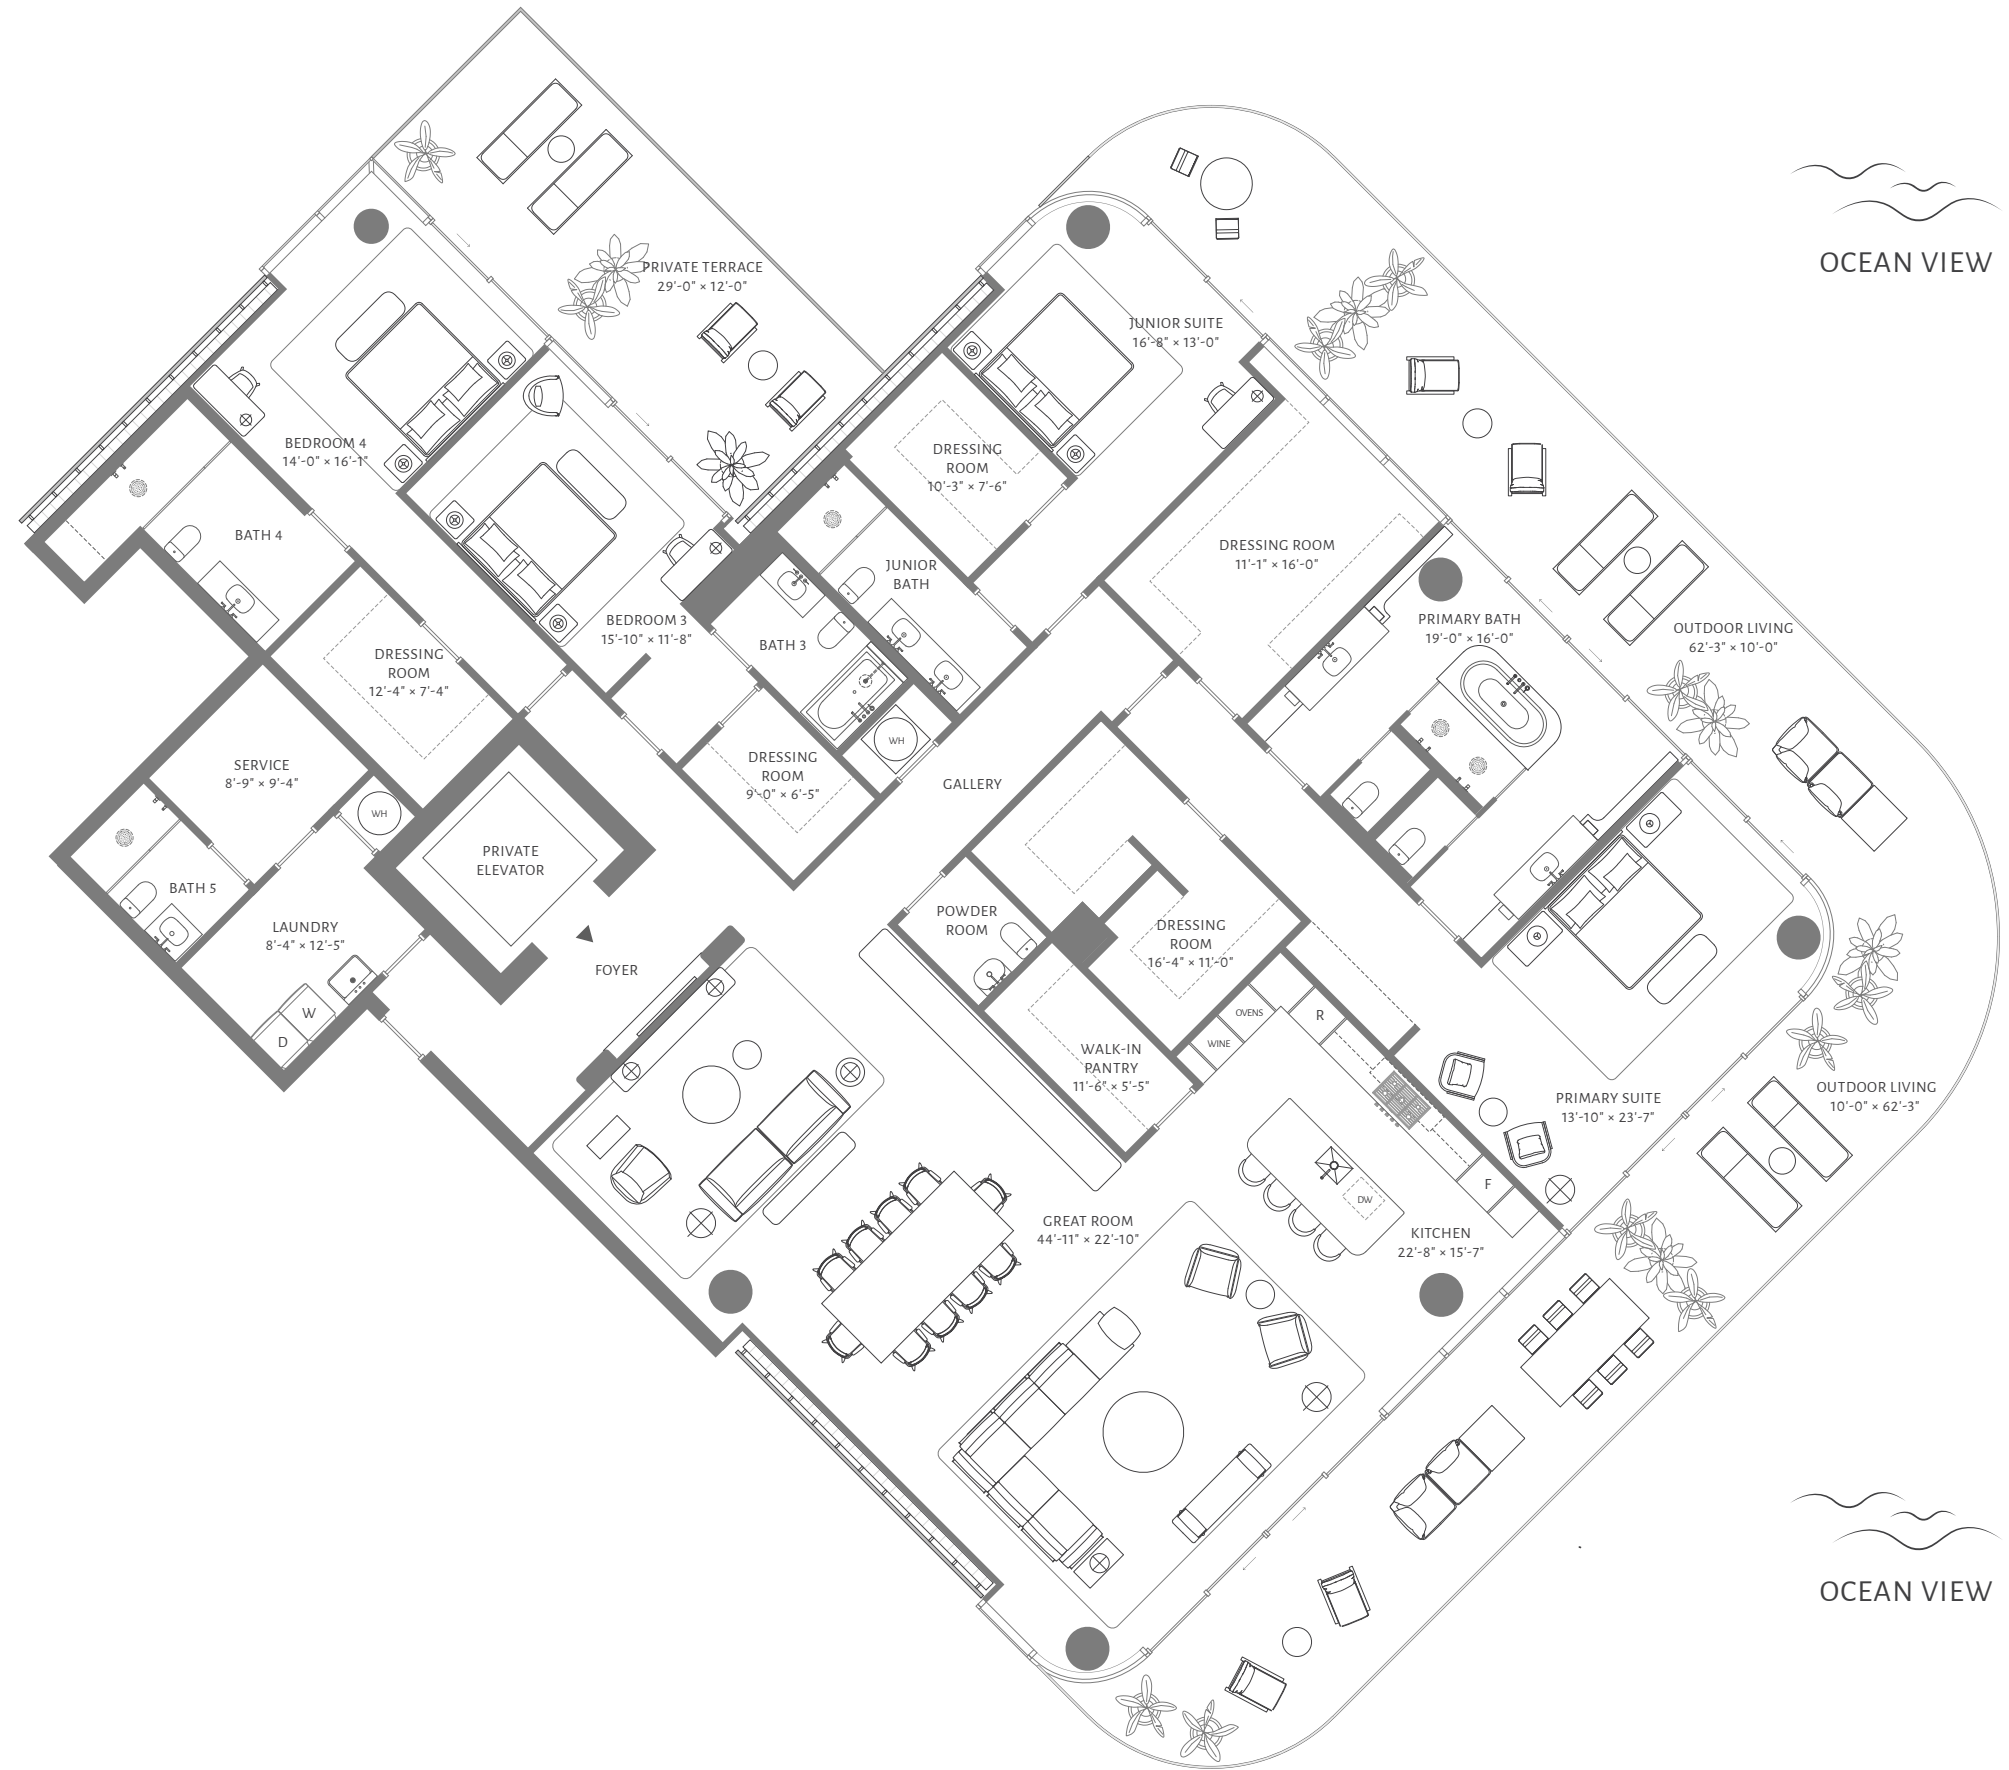 OCEAN VIEW
PRIVATE TERRACE
29'-0" × 12'-0"
JUNIOR SUITE
16'-8" × 13'-0"
BEDROOM 4
14'-0" × 16'-1"
DRESSING
ROOM
10'-3" × 7'-6"
BATH 4
JUNIOR
BATH
DRESSING ROOM
11'-1" × 16'-0"
BEDROOM 3
15'-10" × 11'-8"
BATH 3
PRIMARY BATH
19'-0" × 16'-0"
OUTDOOR LIVING
62'-3" × 10'-0"
DRESSING
ROOM
12'-4" × 7'-4"
WH
SERVICE
8'-9" × 9'-4"
DRESSING
ROOM
9'-0" × 6'-5"
GALLERY
WH
PRIVATE
ELEVATOR
BATH 5
LAUNDRY
8'-4" × 12'-5"
POWDER
ROOM
DRESSING
ROOM
16'-4" × 11'-0"
FOYER
W
D
OVENS
R
WINE
WALK-IN
PANTRY
11'-6" × 5'-5"
PRIMARY SUITE
13'-10" × 23'-7"
OUTDOOR LIVING
10'-0" × 62'-3"
F
DW
GREAT ROOM
44'-11" × 22'-10"
KITCHEN
22'-8" × 15'-7"
OCEAN VIEW